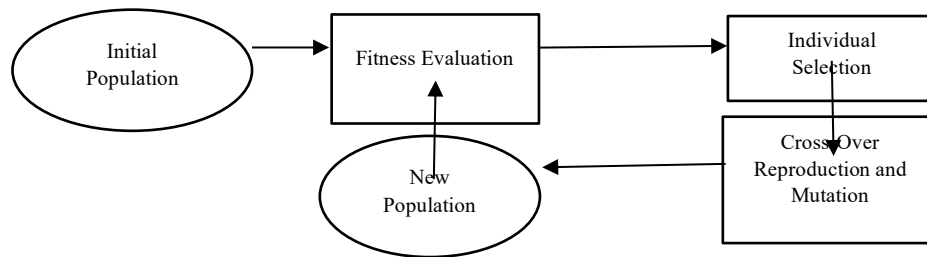 Initial
Population
Fitness Evaluation
Individual
Selection
Cross-Over
Reproduction and
Mutation
New
Population